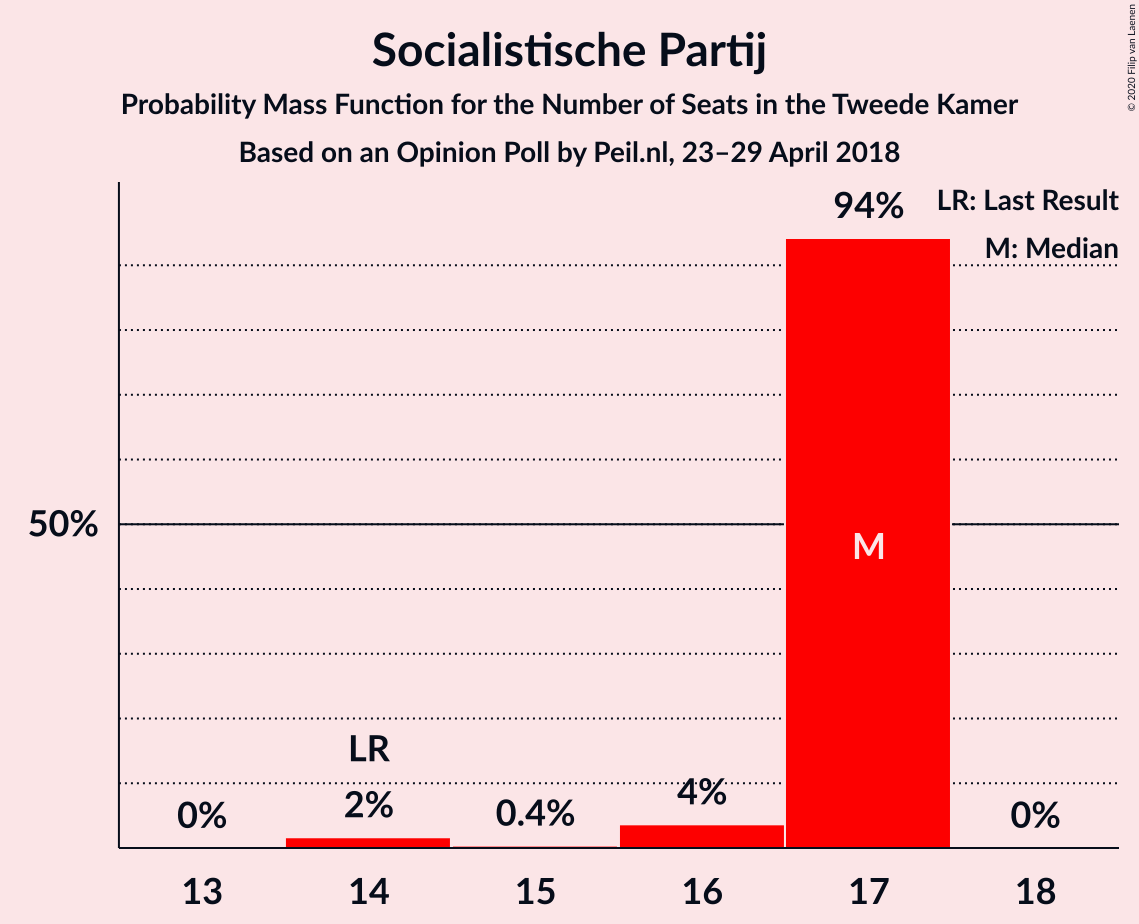 Socialistische Partij
Probability Mass Function for the Number of Seats in the Tweede Kamer
Based on an Opinion Poll by Peil.nl, 23–29 April 2018
© 2020 Filip van Laenen
LR: Last Result
M: Median
94%
50%
M
LR
0%
2%
0.4%
4%
0%
13
14
15
16
17
18